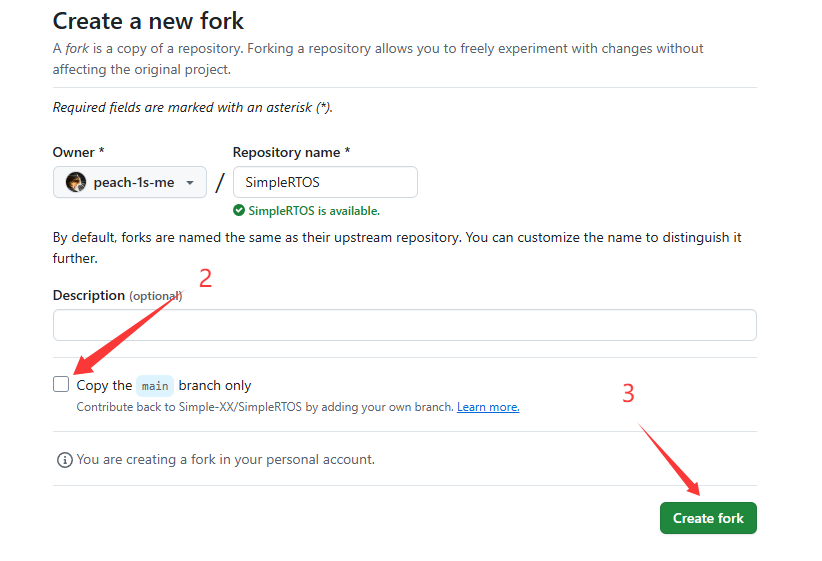 Create a new fork
A fork is a copy of a repository. Forking a repository allows you to freely experiment with changes without
affecting the original project.
Required fields are marked with an asterisk (*).
Owner * Repository name *
peach-1s-me / SimpleRTOS
SimpleRTOS is available.
By default, forks are named the same as their upstream repository. You can customize the name to distinguish it
further.
2
Description (optional)
Copy the main branch only
3
Contribute back to Simple-XX/SimpleRTOS by adding your own branch. Learn more.
You are creating a fork in your personal account.
Create fork